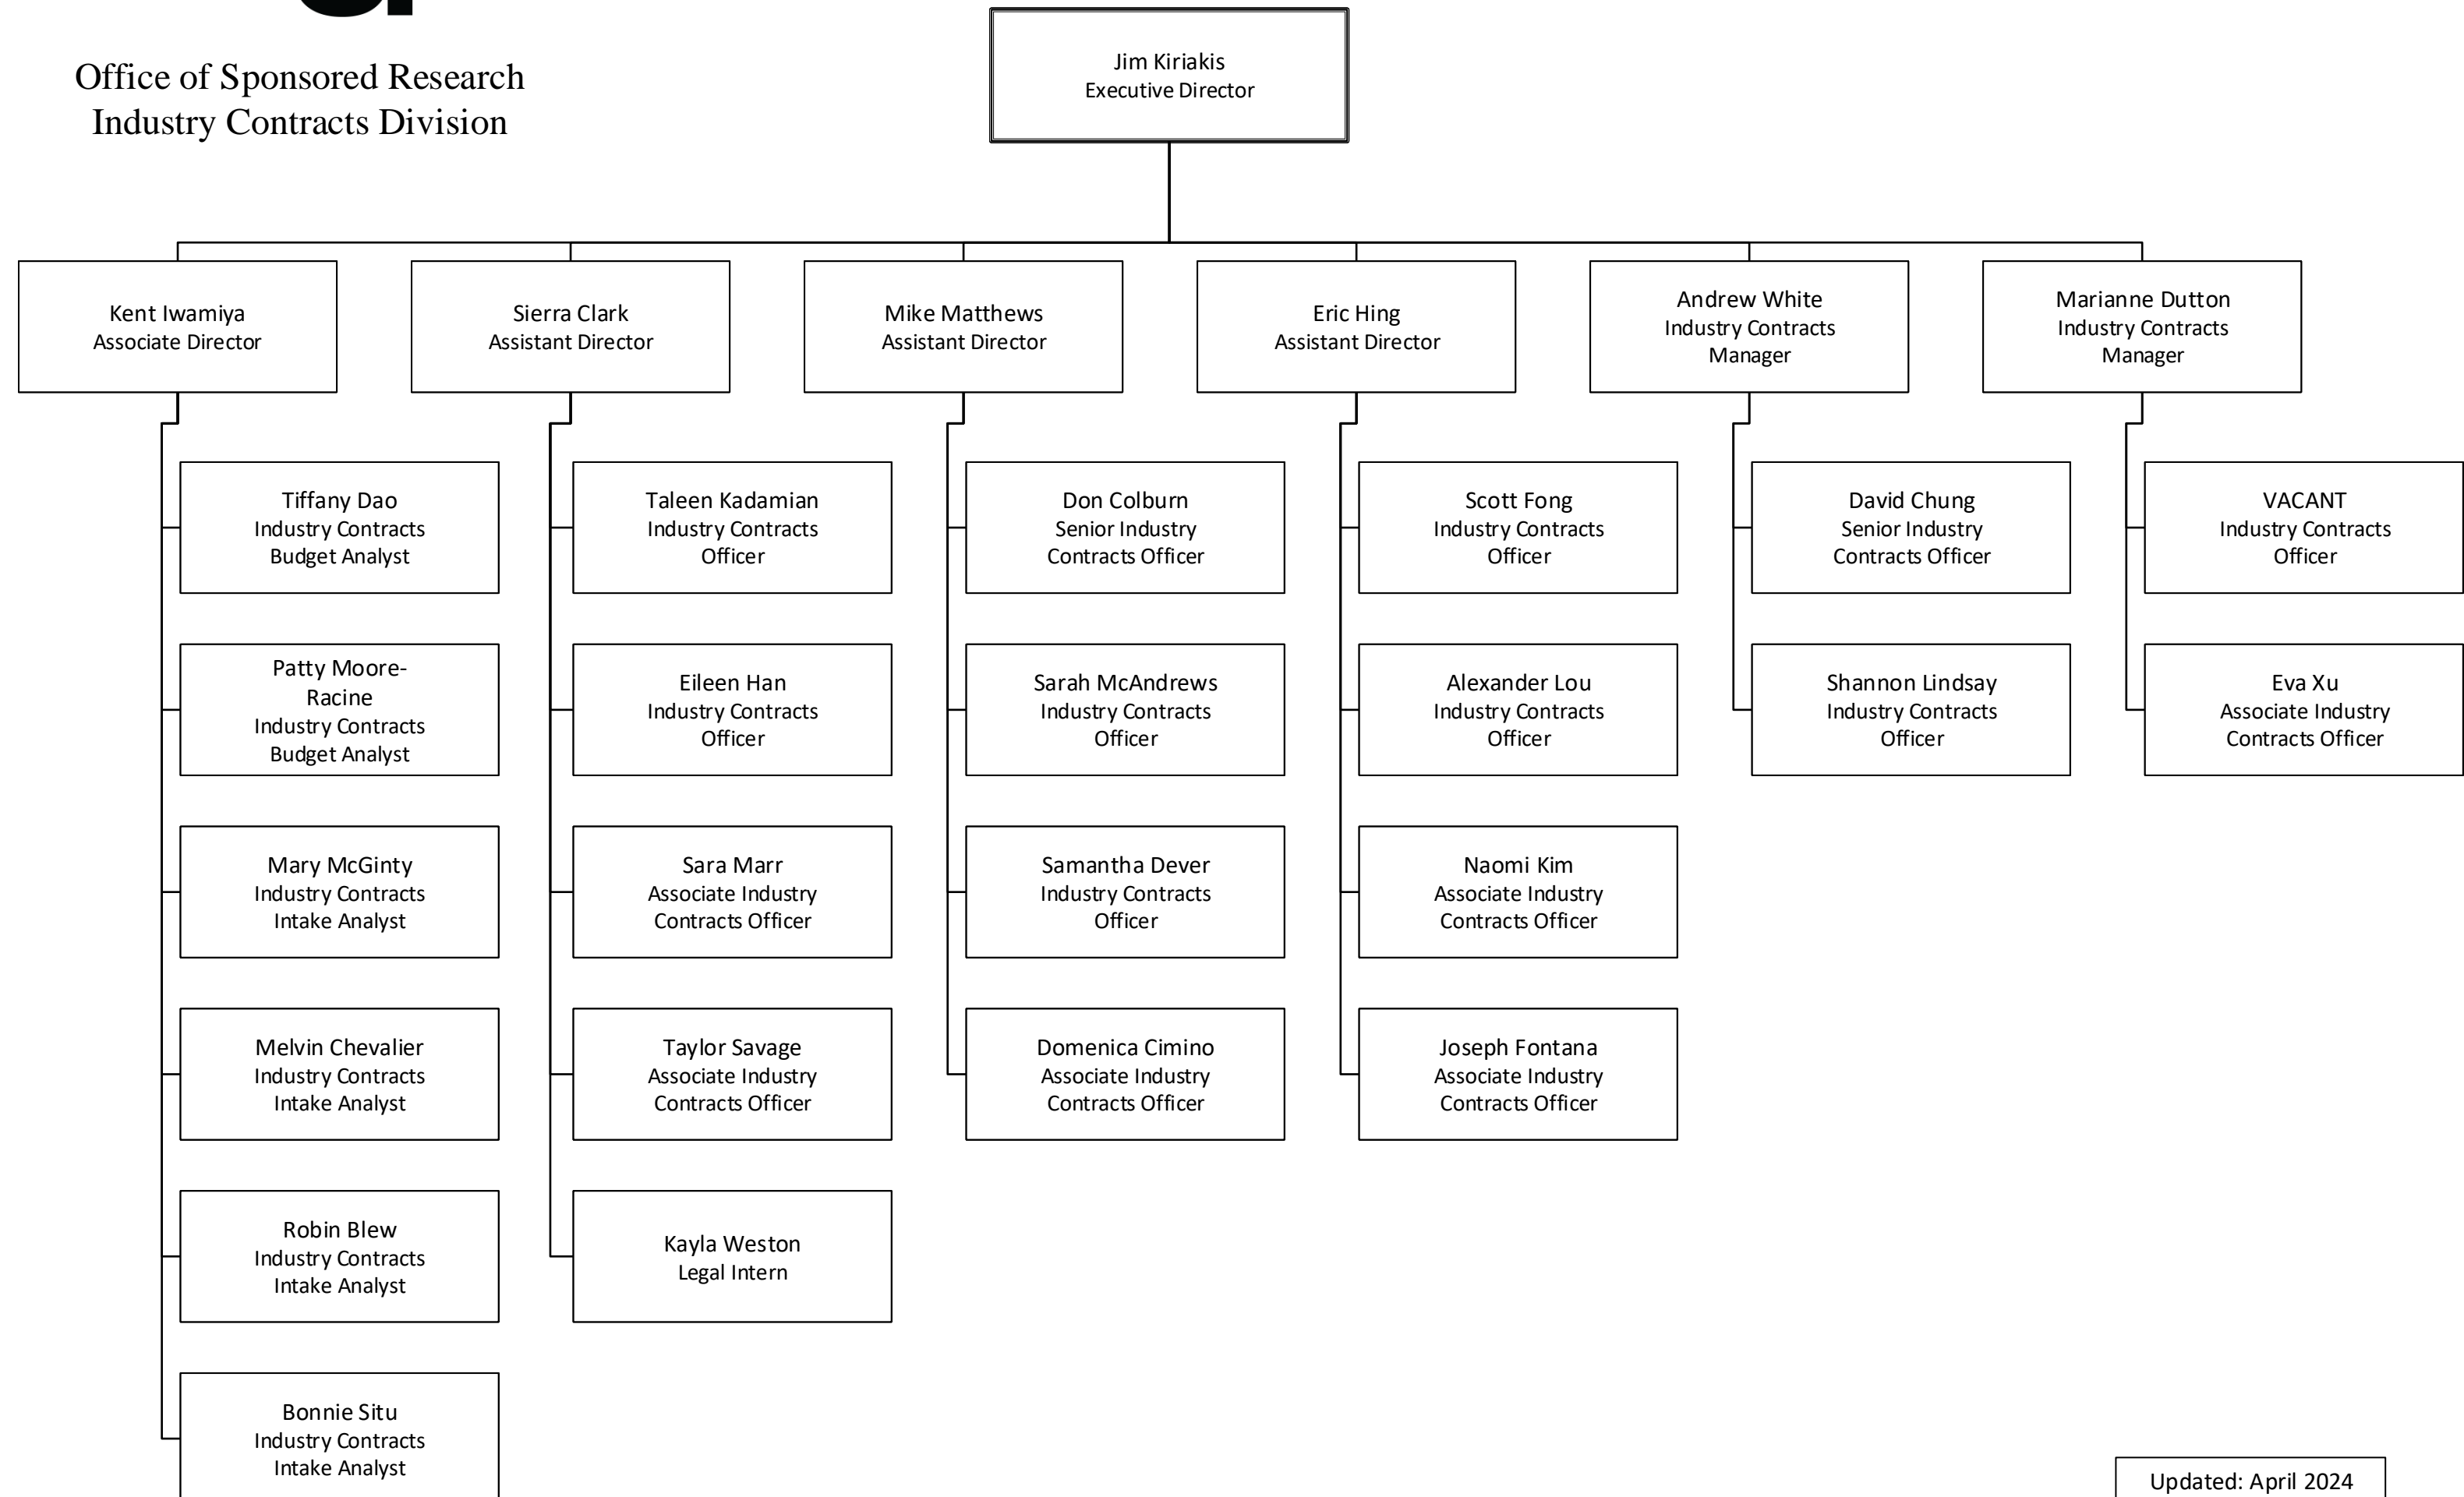 Office of Sponsored Research
Industry Contracts Division
Jim Kiriakis
Executive Director
Kent Iwamiya
Associate Director
Sierra Clark
Assistant Director
Mike Matthews
Assistant Director
Eric Hing
Assistant Director
Andrew White
Industry Contracts
Manager
Marianne Dutton
Industry Contracts
Manager
Tiffany Dao
Industry Contracts
Budget Analyst
Taleen Kadamian
Industry Contracts
Officer
Don Colburn
Senior Industry
Contracts Officer
Scott Fong
Industry Contracts
Officer
David Chung
Senior Industry
Contracts Officer
VACANT
Industry Contracts
Officer
Patty Moore-
Racine
Industry Contracts
Budget Analyst
Eileen Han
Industry Contracts
Officer
Sarah McAndrews
Industry Contracts
Officer
Alexander Lou
Industry Contracts
Officer
Shannon Lindsay
Industry Contracts
Officer
Eva Xu
Associate Industry
Contracts Officer
Mary McGinty
Industry Contracts
Intake Analyst
Sara Marr
Associate Industry
Contracts Officer
Samantha Dever
Industry Contracts
Officer
Naomi Kim
Associate Industry
Contracts Officer
Melvin Chevalier
Industry Contracts
Intake Analyst
Taylor Savage
Associate Industry
Contracts Officer
Domenica Cimino
Associate Industry
Contracts Officer
Joseph Fontana
Associate Industry
Contracts Officer
Robin Blew
Industry Contracts
Intake Analyst
Kayla Weston
Legal Intern
Bonnie Situ
Industry Contracts
Intake Analyst
Updated: April 2024